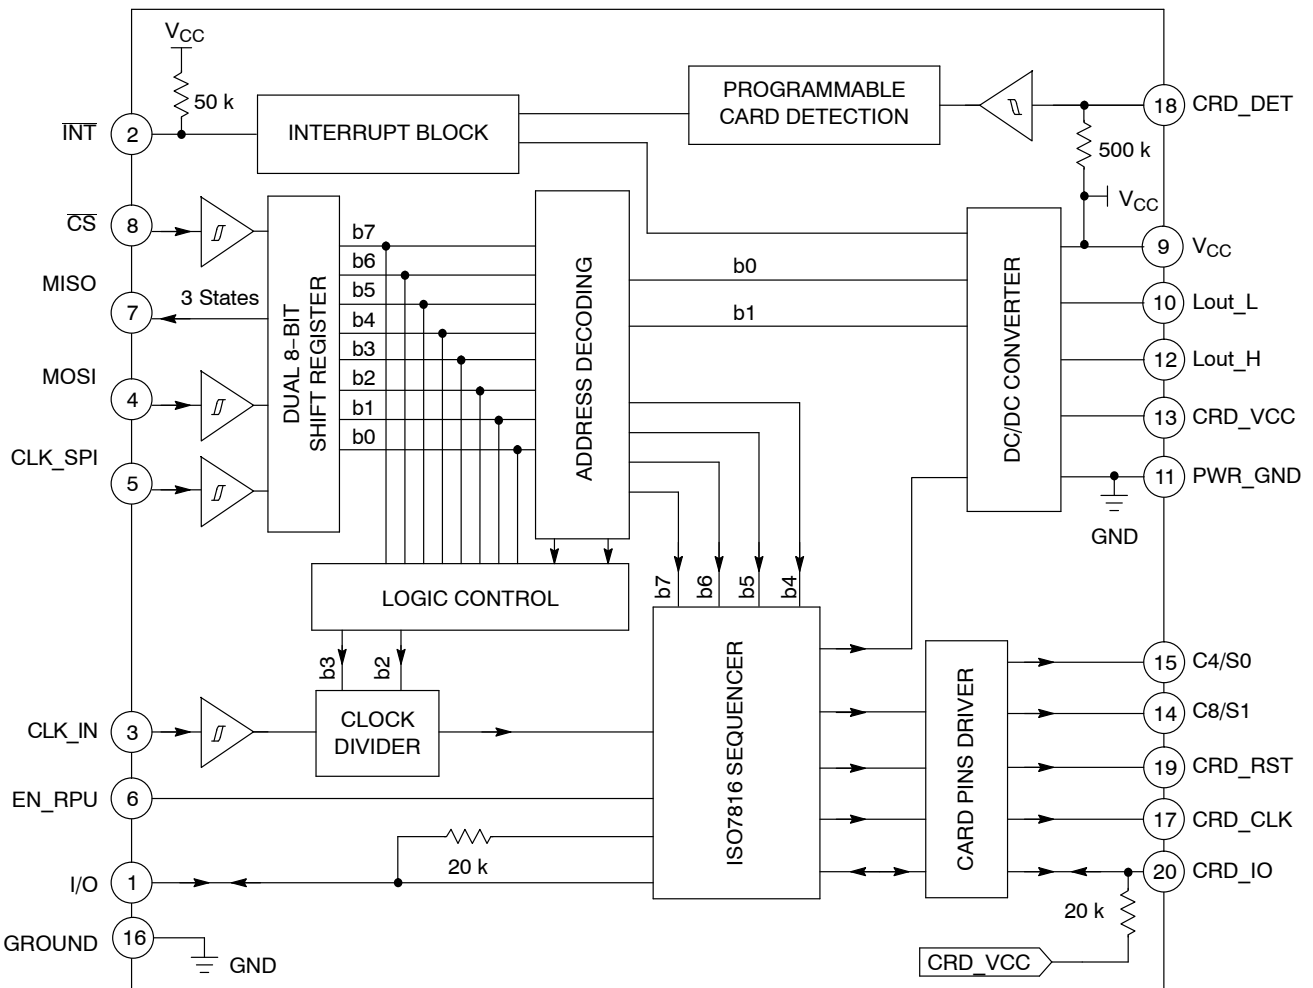 VCC
50 k
INT
2
INTERRUPT BLOCK
PROGRAMMABLE
CARD DETECTION
18
CRD_DET
500 k
VCC
CS
8
MISO
7
3 States
MOSI
4
CLK_SPI
5
DUAL 8−BIT
SHIFT REGISTER
b7
b6
b5
b4
b3
b2
b1
b0
ADDRESS DECODING
b0
b1
DC/DC CONVERTER
9
VCC
10
Lout_L
12
Lout_H
13
CRD_VCC
11
PWR_GND
GND
LOGIC CONTROL
b7
b6
b5
b4
b3
b2
CLK_IN
3
CLOCK
DIVIDER
EN_RPU
6
20 k
I/O
1
GROUND
16
GND
ISO7816 SEQUENCER
CARD PINS DRIVER
15
C4/S0
14
C8/S1
19
CRD_RST
17
CRD_CLK
20
CRD_IO
20 k
CRD_VCC